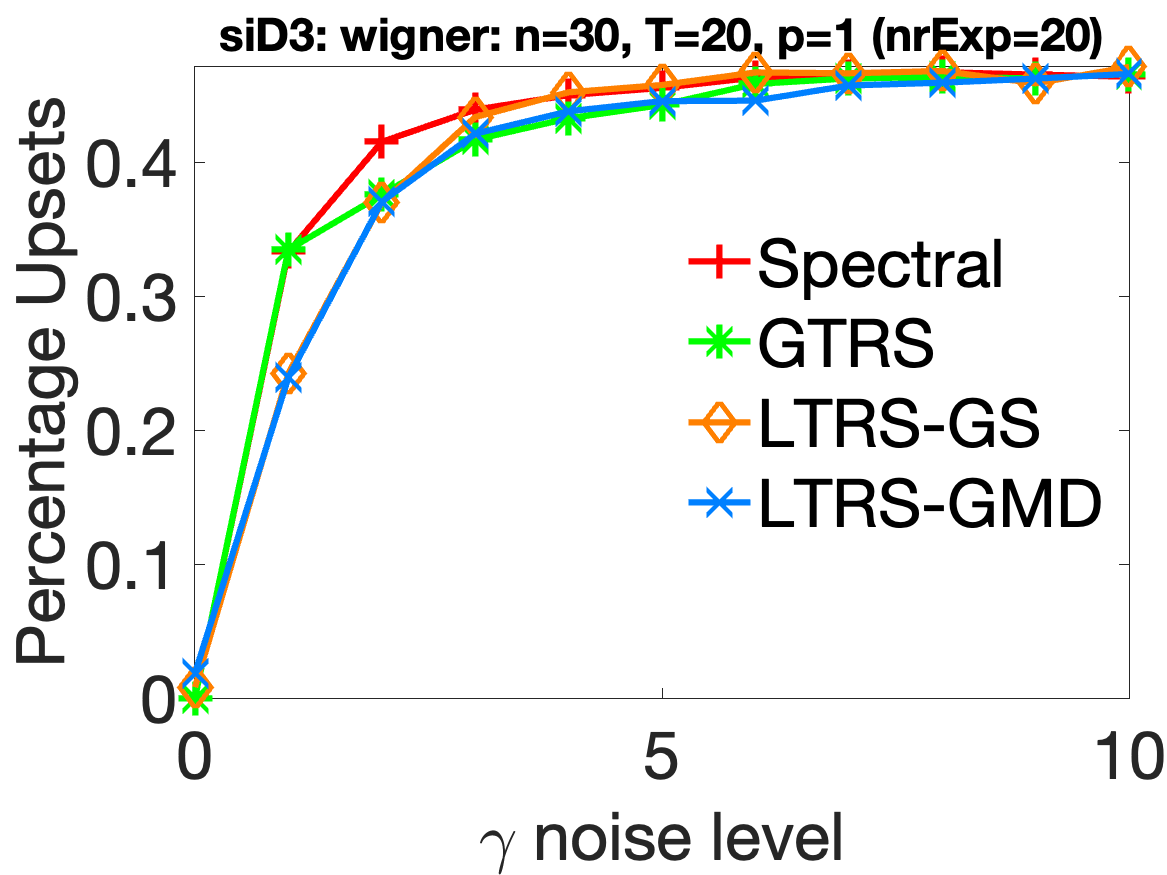 siD3: wigner: n=30, T=20, p=1 (nrExp=20)
Percentage Upsets
0.4
0.3
0.2
0.1
0
Spectral
GTRS
LTRS-GS
LTRS-GMD
0 5 10
γ noise level